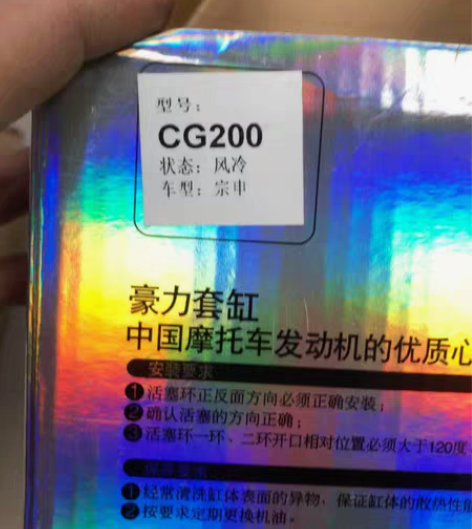 型号:
CG200
状态: 风冷
车型: 宗申
豪力套缸
中国摩托车发动机的优质心
安装要求
❶活塞环正反面方向必须正确安装;
❷确认活塞的方向正确;
❸活塞环一环、二环开口相对位置必须大于120度
❶经常清洗缸体表面的异物，保证缸体的散热性能
❷按要求定期更换机油。